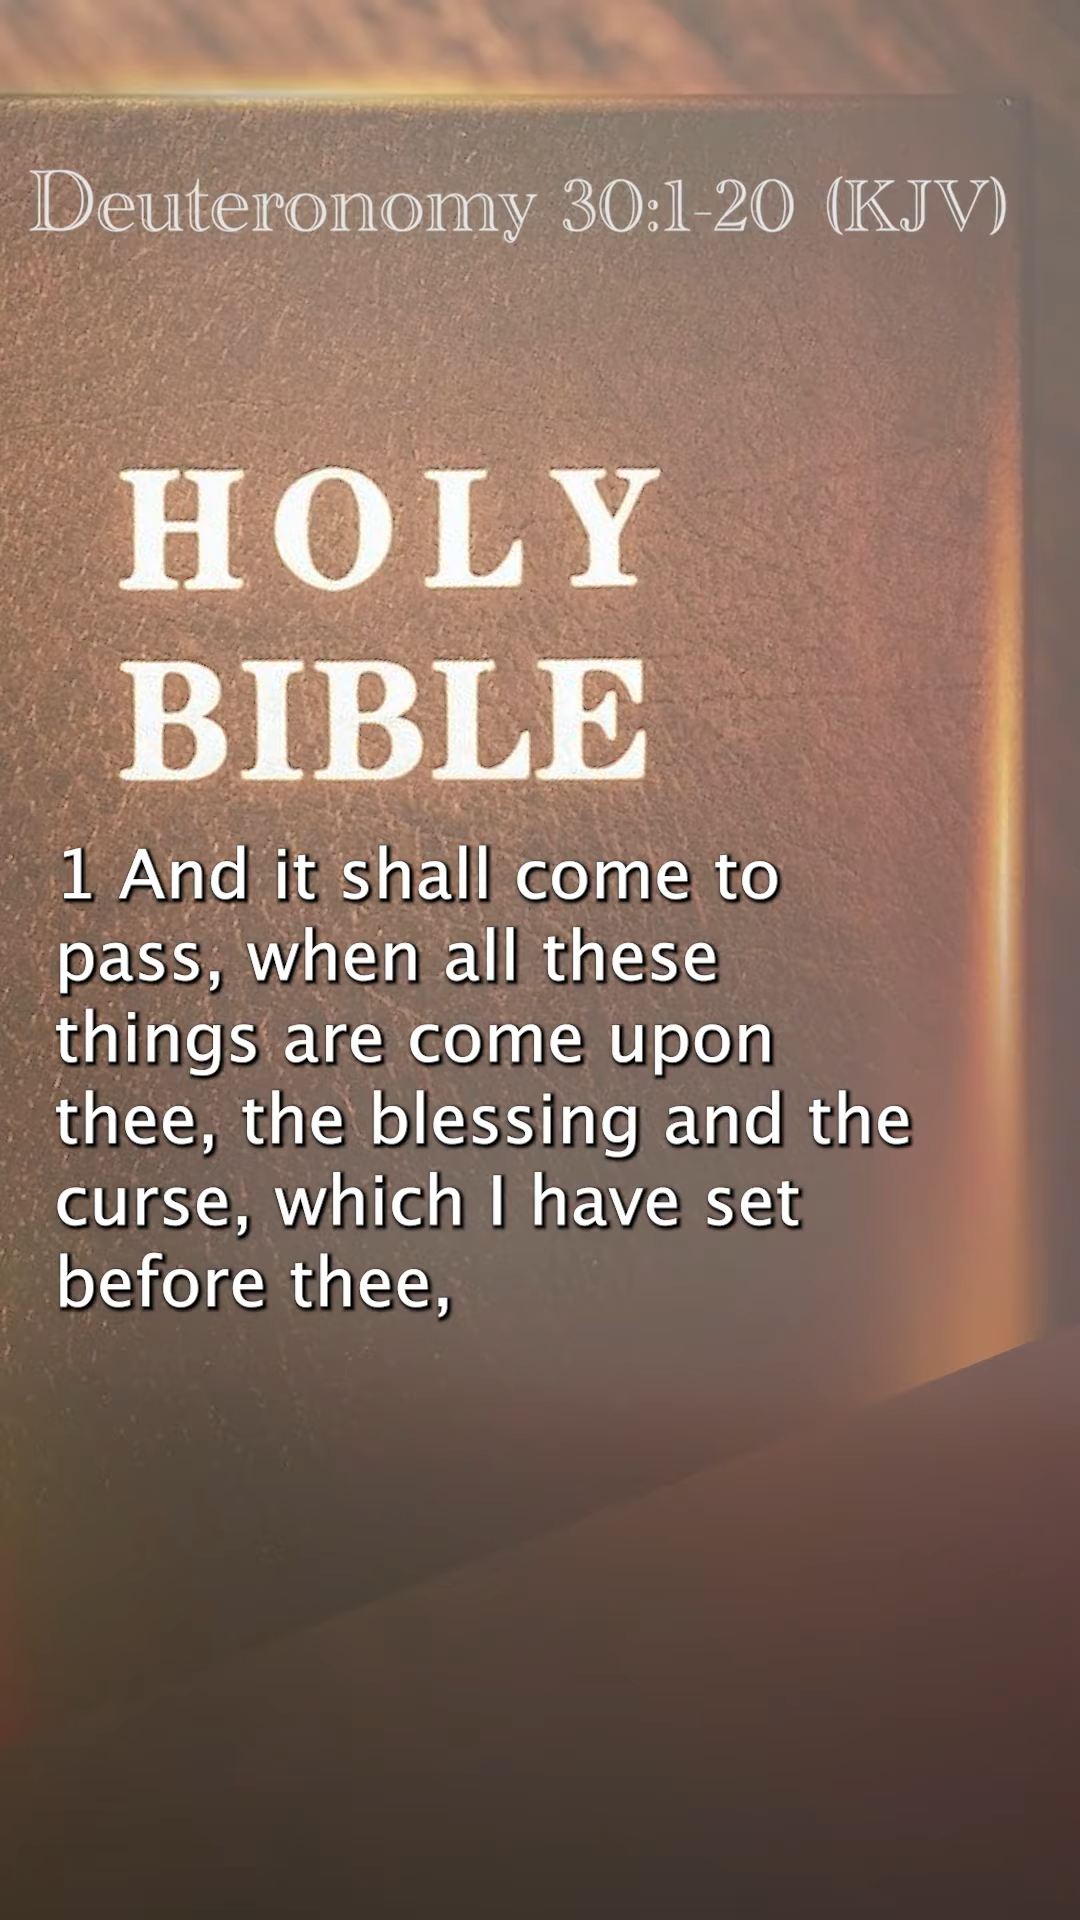 Deuteronomy 30:1-20 (KJV)
HOLY
BIBLE
1 And it shall come to
pass, when all these
things are come upon
thee, the blessing and the
curse, which I have set
before thee,